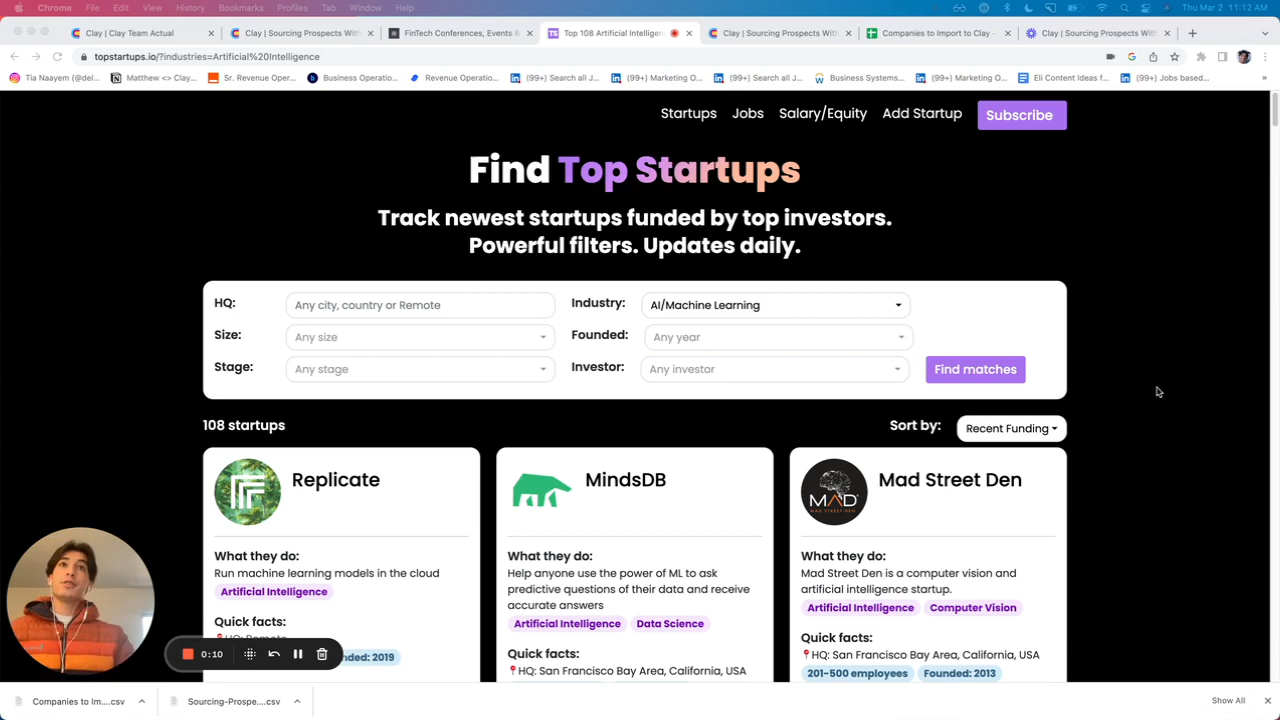 Chrome File Edit View History Bookmarks Profiles Tab Window Help Thu Mar 2 11:12 AM
Clay | Clay Team Actual
Clay | Sourcing Prospects With
FinTech Conferences, Events &
Top 108 Artificial Intelligenc
Clay | Sourcing Prospects With
Companies to Import to Clay -
Clay | Sourcing Prospects With
topstartups.io/?industries=Artificial%20Intelligence
Tia Naayem (@del...
Matthew <> Clay...
Sr. Revenue Oper...
Business Operatio...
Revenue Operatio...
(99+) Search all J...
(99+) Marketing O...
(99+) Search all J...
Business Systems...
(99+) Marketing O...
Eli Content Ideas f...
(99+) Jobs based...
Startups Jobs Salary/Equity Add Startup Subscribe
Find Top Startups
Track newest startups funded by top investors.
Powerful filters. Updates daily.
HQ: Any city, country or Remote Industry: AI/Machine Learning
Size: Any size Founded: Any year
Stage: Any stage Investor: Any investor Find matches
108 startups Sort by: Recent Funding
Replicate
What they do:
Run machine learning models in the cloud
Artificial Intelligence
Quick facts:
HQ: Remote
nded: 2019
MindsDB
What they do:
Help anyone use the power of ML to ask
predictive questions of their data and receive
accurate answers
Artificial Intelligence Data Science
Quick facts:
HQ: San Francisco Bay Area, California, USA
MAD
MAD STREET DEN
Mad Street Den
What they do:
Mad Street Den is a computer vision and
artificial intelligence startup.
Artificial Intelligence Computer Vision
Quick facts:
HQ: San Francisco Bay Area, California, USA
201-500 employees Founded: 2013
0:10
Companies to Im....csv
Sourcing-Prospe....csv
Show All